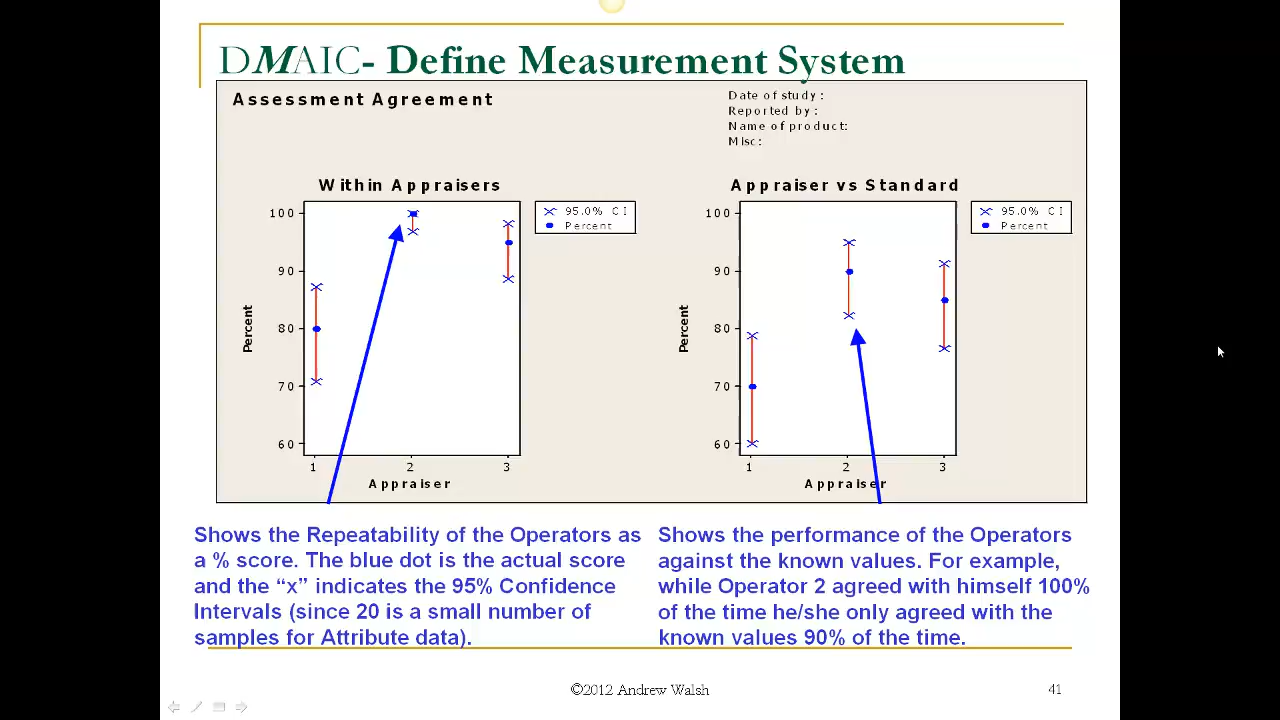 DMAIC- Define Measurement System
Assessment Agreement
Date of study :
Reported by :
Name of product:
Misc:
Within Appraisers
100
90
80
70
60
Percent
1 2 3
Appraiser
95.0% CI
Percent
Appraiser vs Standard
100
90
80
70
60
Percent
1 2 3
Appraiser
95.0% CI
Percent
Shows the Repeatability of the Operators as
a % score. The blue dot is the actual score
and the “x” indicates the 95% Confidence
Intervals (since 20 is a small number of
samples for Attribute data).
Shows the performance of the Operators
against the known values. For example,
while Operator 2 agreed with himself 100%
of the time he/she only agreed with the
known values 90% of the time.
©2012 Andrew Walsh
41